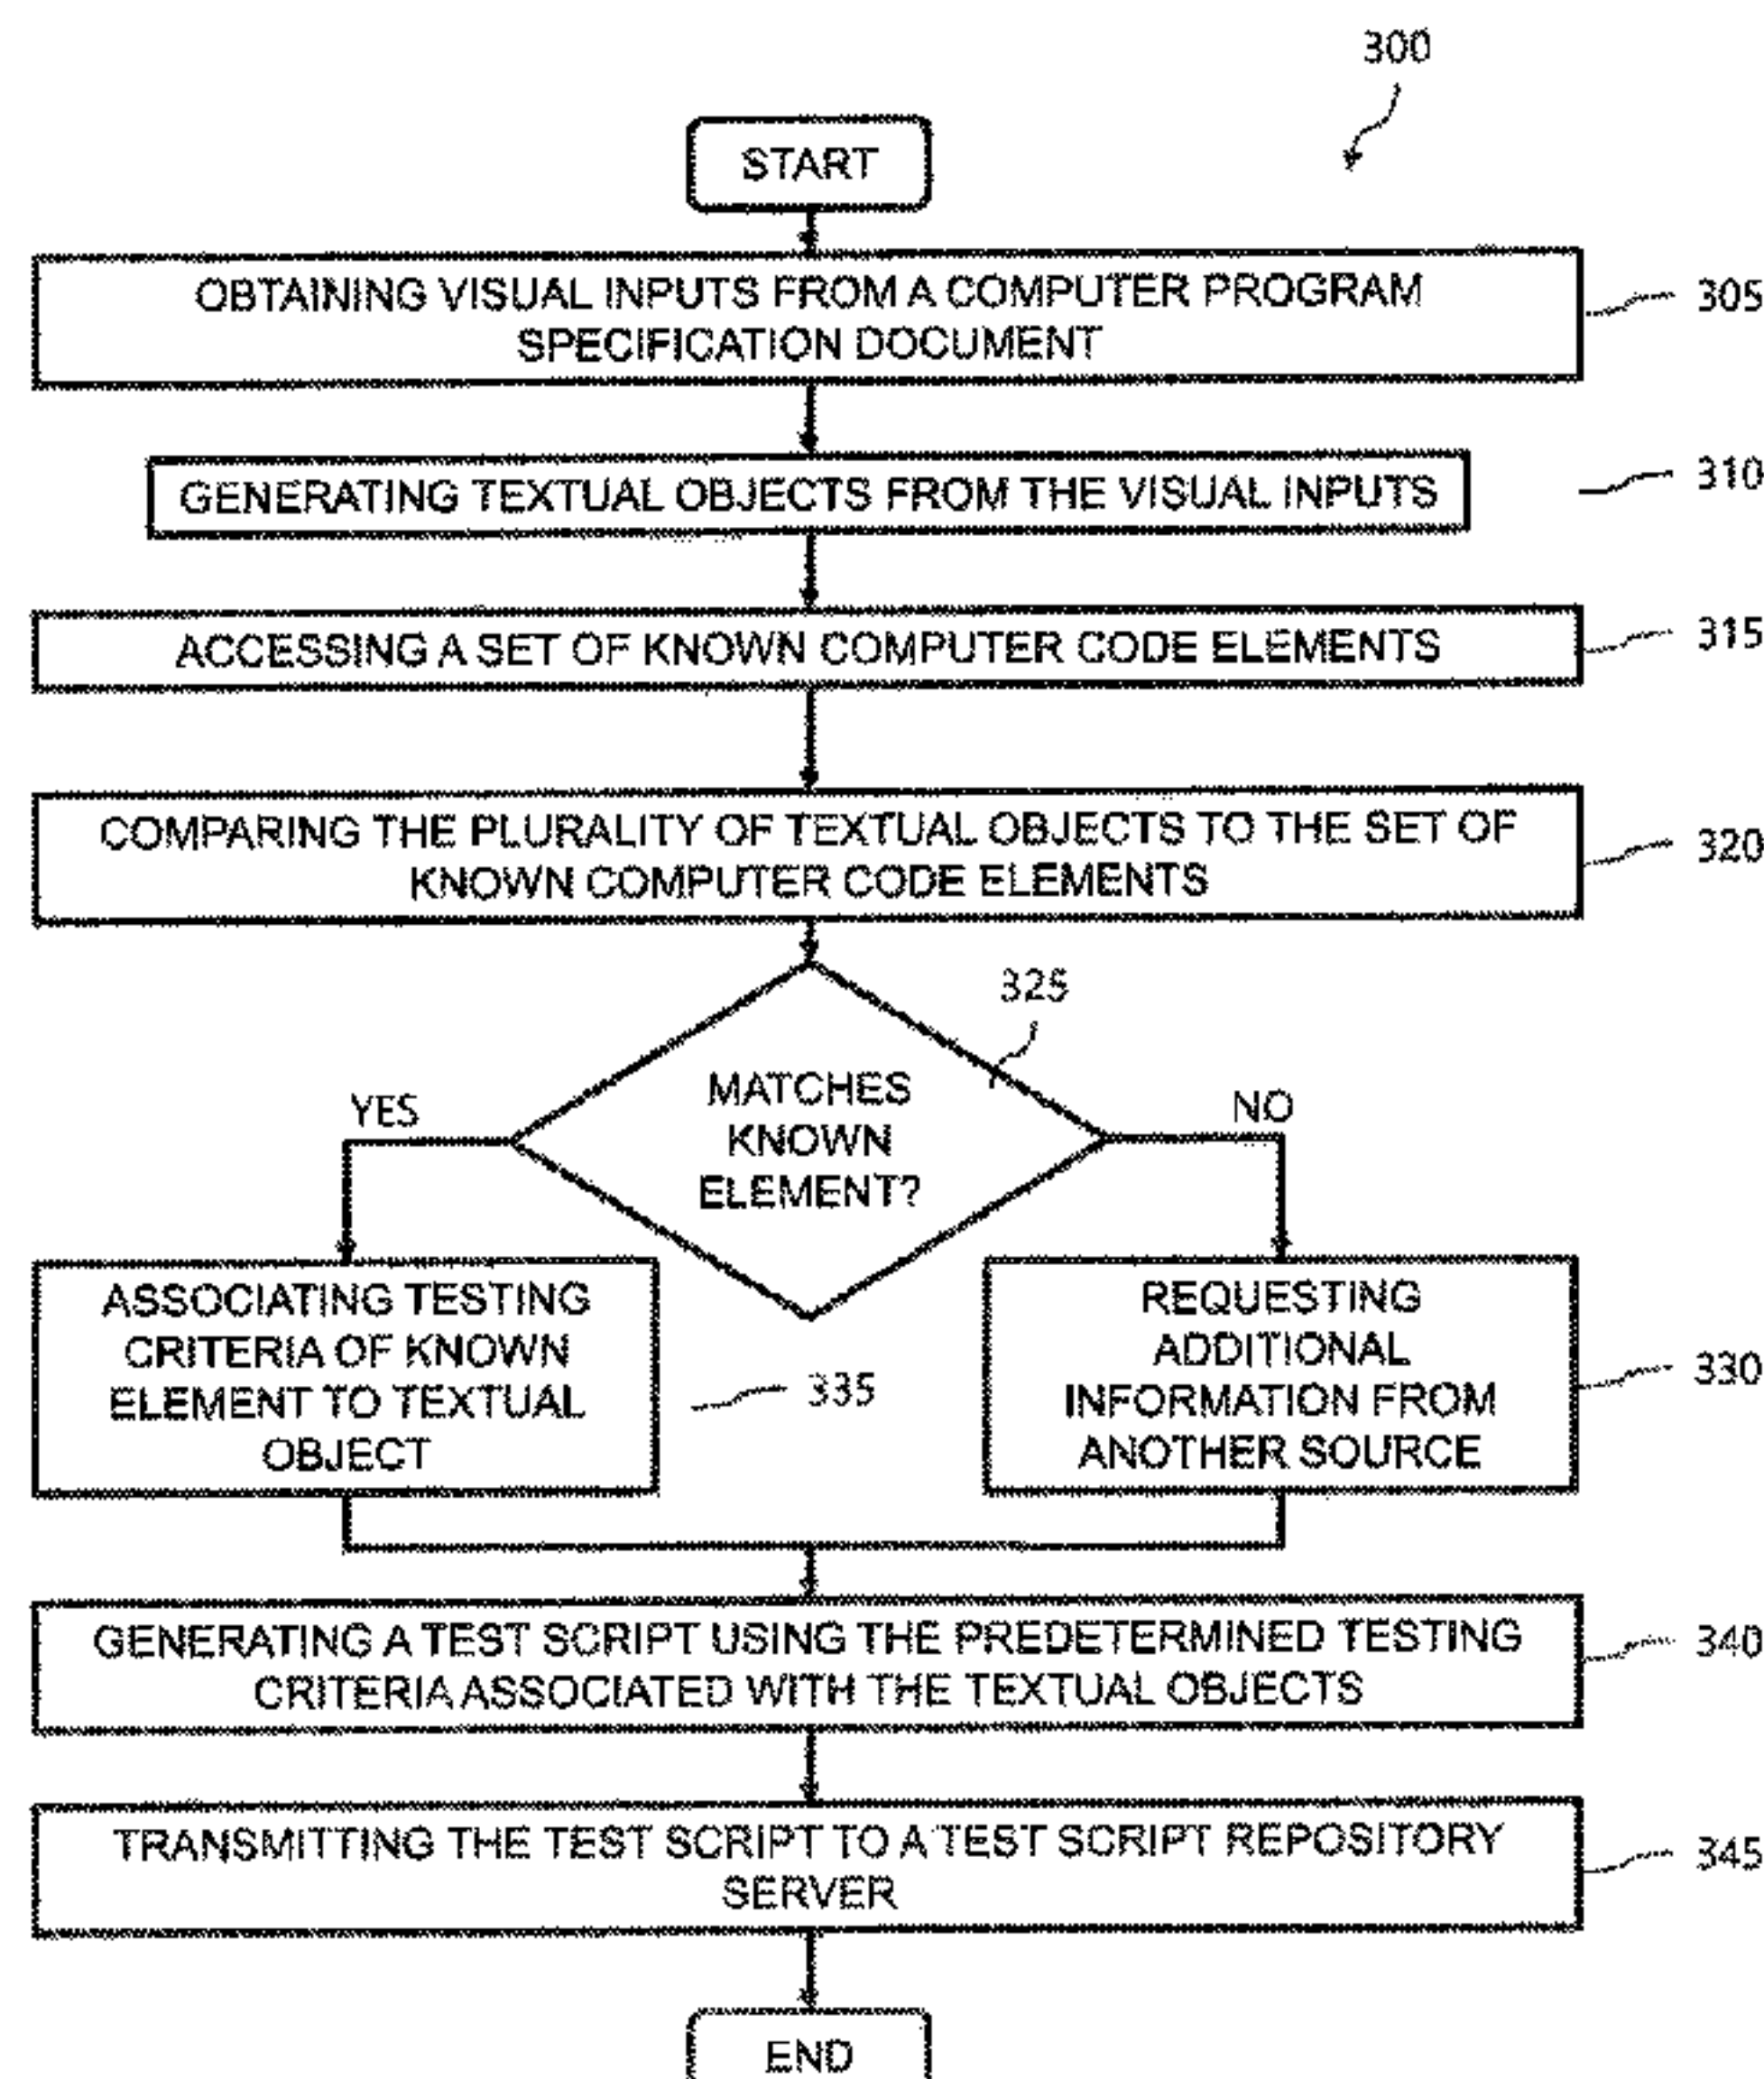 300
START
OBTAINING VISUAL INPUTS FROM A COMPUTER PROGRAM
SPECIFICATION DOCUMENT
305
GENERATING TEXTUAL OBJECTS FROM THE VISUAL INPUTS
310
ACCESSING A SET OF KNOWN COMPUTER CODE ELEMENTS
315
COMPARING THE PLURALITY OF TEXTUAL OBJECTS TO THE SET OF
KNOWN COMPUTER CODE ELEMENTS
320
325
MATCHES
KNOWN
ELEMENT?
YES
NO
ASSOCIATING TESTING
CRITERIA OF KNOWN
ELEMENT TO TEXTUAL
OBJECT
335
REQUESTING
ADDITIONAL
INFORMATION FROM
ANOTHER SOURCE
330
GENERATING A TEST SCRIPT USING THE PREDETERMINED TESTING
CRITERIA ASSOCIATED WITH THE TEXTUAL OBJECTS
340
TRANSMITTING THE TEST SCRIPT TO A TEST SCRIPT REPOSITORY
SERVER
345
END